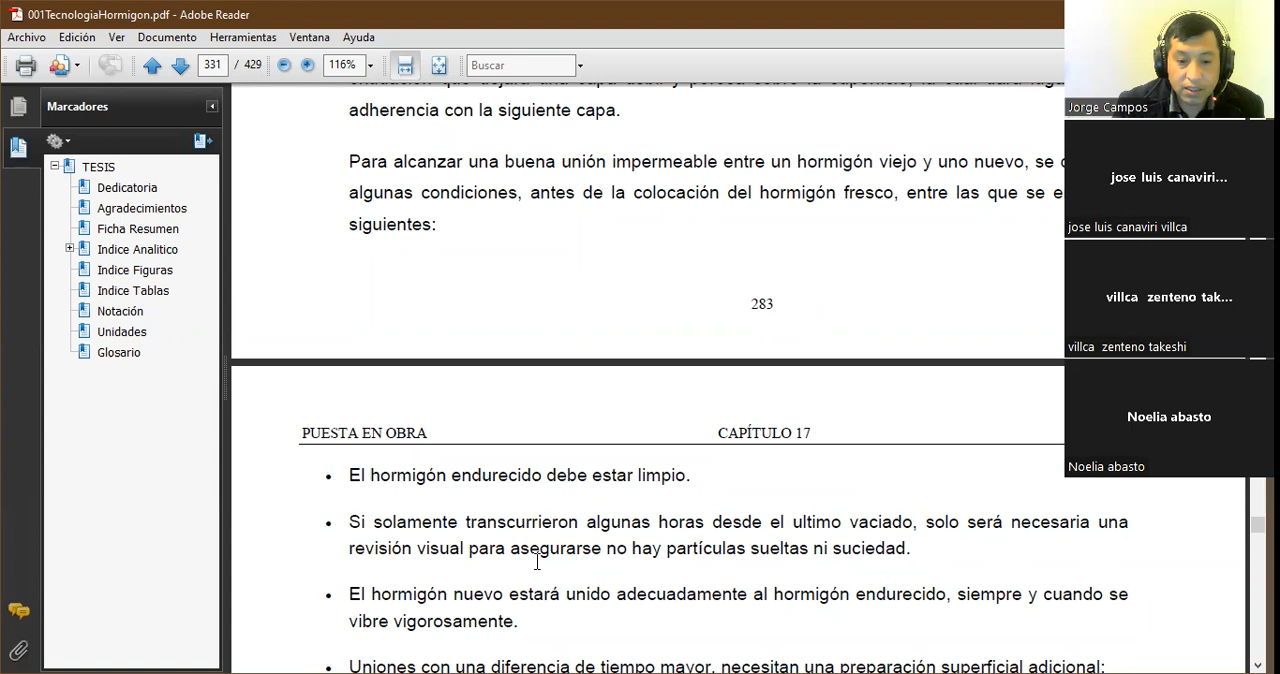 001TecnologiaHormigon.pdf - Adobe Reader
Archivo Edición Ver Documento Herramientas Ventana Ayuda
331 / 429 116% Buscar
Marcadores
TESIS
Dedicatoria
Agradecimientos
Ficha Resumen
Indice Analitico
Indice Figuras
Indice Tablas
Notación
Unidades
Glosario
adherencia con la siguiente capa.
Para alcanzar una buena unión impermeable entre un hormigón viejo y uno nuevo, se
algunas condiciones, antes de la colocación del hormigón fresco, entre las que se
siguientes:
283
PUESTA EN OBRA CAPÍTULO 17
• El hormigón endurecido debe estar limpio.
• Si solamente transcurrieron algunas horas desde el ultimo vaciado, solo será necesaria una
revisión visual para asegurarse no hay partículas sueltas ni suciedad.
• El hormigón nuevo estará unido adecuadamente al hormigón endurecido, siempre y cuando se
vibre vigorosamente.
• Uniones con una diferencia de tiempo mayor, necesitan una preparación superficial adicional:
Jorge Campos
jose luis canaviri...
jose luis canaviri villca
villca zenteno tak...
villca zenteno takeshi
Noelia abasto
Noelia abasto